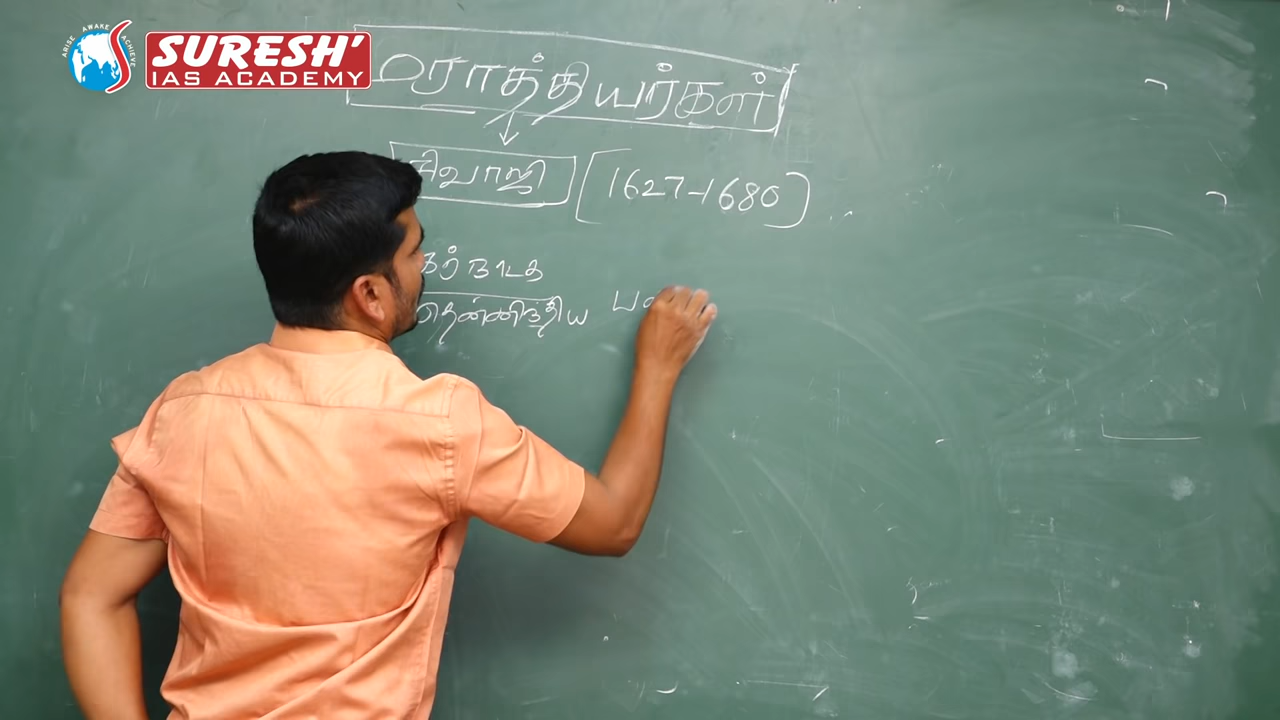 ARISE AWAKE ACHIEVE
SURESH'
IAS ACADEMY
மராத்தியர்கள்
சிவாஜி [1627-1680]
கர்நாடக
தென்னிந்திய